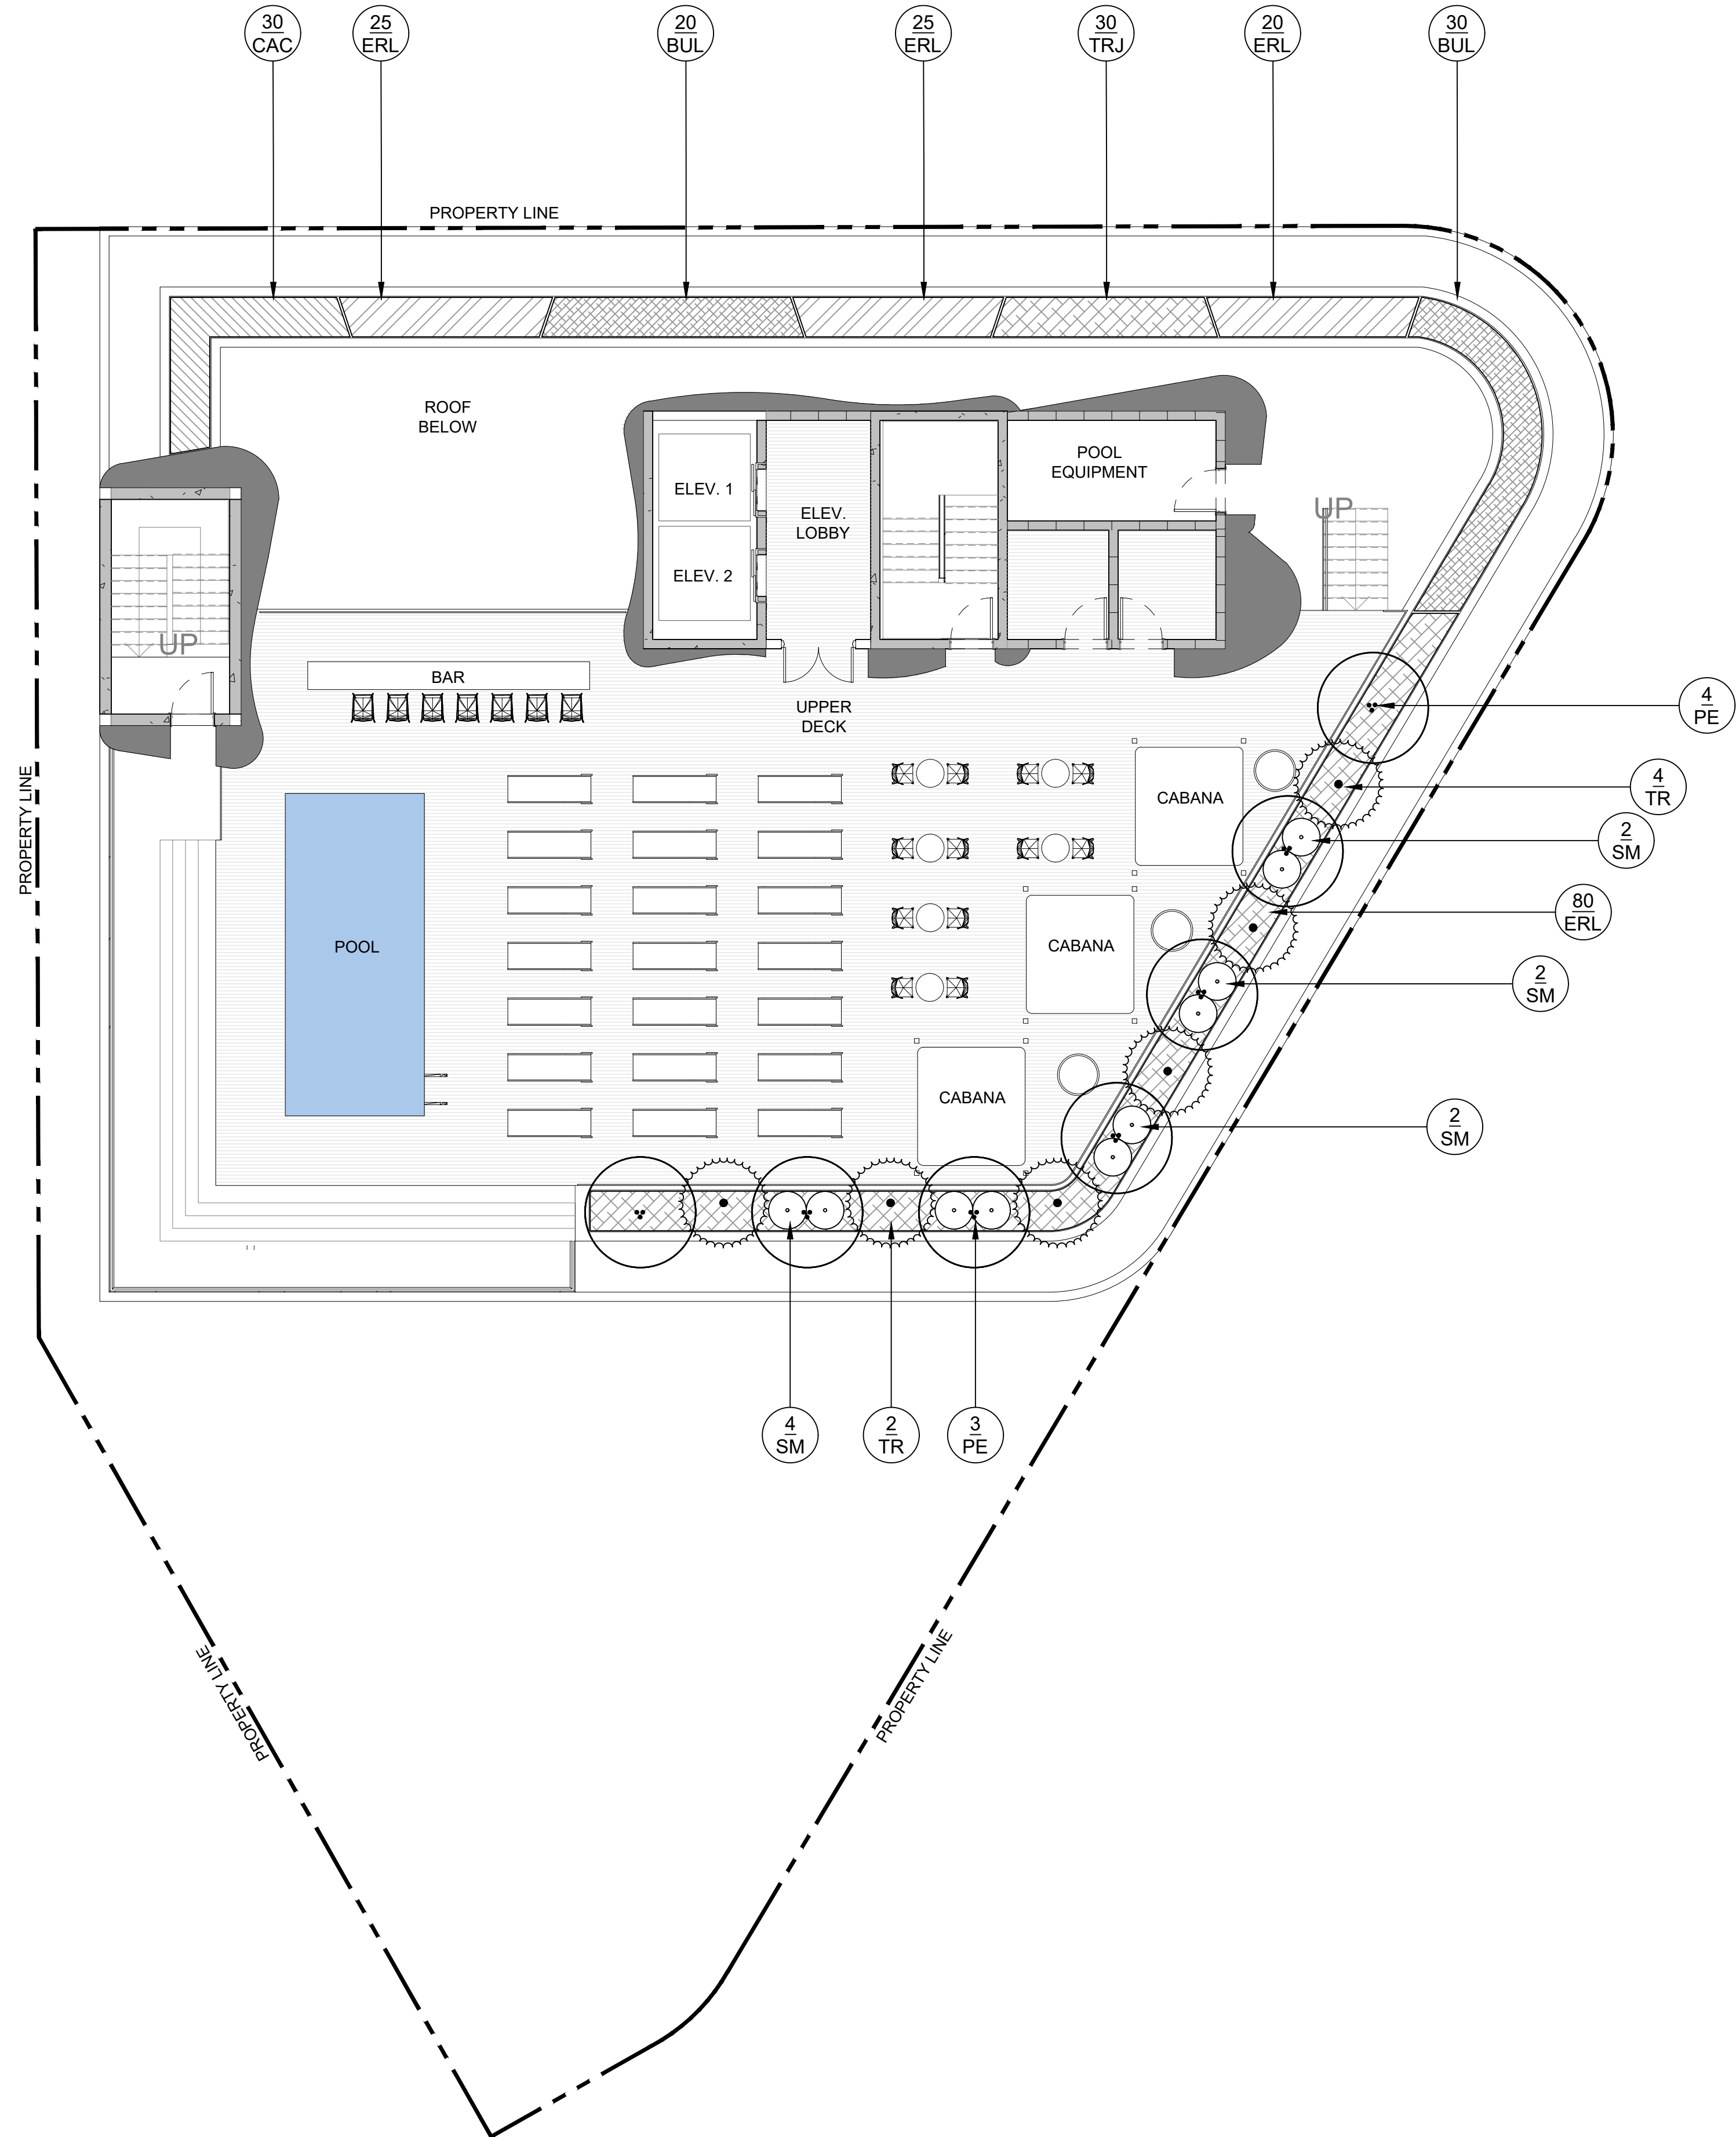 30
CAC
25
ERL
20
BUL
25
ERL
30
TRJ
20
ERL
30
BUL
PROPERTY LINE
ROOF
BELOW
ELEV. 1
ELEV.
LOBBY
ELEV. 2
POOL
EQUIPMENT
UP
UP
BAR
UPPER
DECK
4
PE
PROPERTY LINE
CABANA
4
TR
2
SM
80
ERL
POOL
CABANA
2
SM
CABANA
2
SM
4
SM
2
TR
3
PE
PROPERTY LINE
PROPERTY LINE